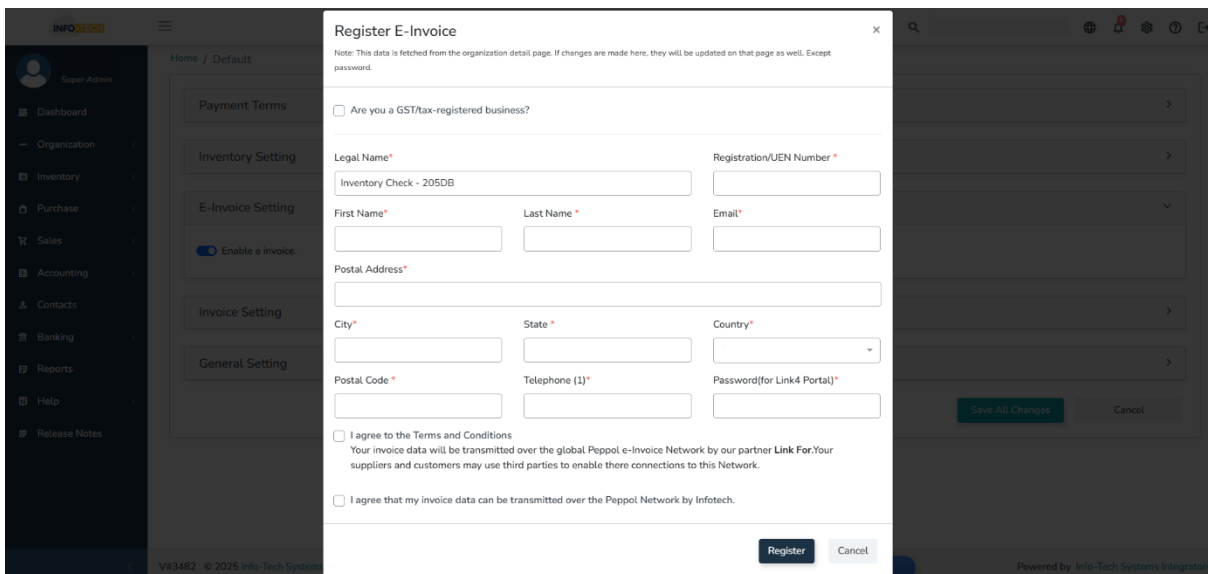 INFOTECH
Super Admin
Dashboard
Organization
Inventory
Purchase
Sales
Accounting
Contacts
Banking
Reports
Help
Release Notes
Home / Default
Payment Terms
Inventory Setting
E-Invoice Setting
Enable e invoice.
Invoice Setting
General Setting
Save All Changes
Cancel
Register E-Invoice
×
Note: This data is fetched from the organization detail page. If changes are made here, they will be updated on that page as well. Except
password.
Are you a GST/tax-registered business?
Legal Name*
Registration/UEN Number *
Inventory Check - 205DB
First Name*
Last Name *
Email*
Postal Address*
City*
State *
Country*
Postal Code *
Telephone (1)*
Password(for Link4 Portal)*
I agree to the Terms and Conditions
Your invoice data will be transmitted over the global Peppol e-Invoice Network by our partner Link For.Your
suppliers and customers may use third parties to enable there connections to this Network.
I agree that my invoice data can be transmitted over the Peppol Network by Infotech.
Register
Cancel
V#3482 © 2025 Info-Tech Systems
Powered by Info-Tech Systems Integrator